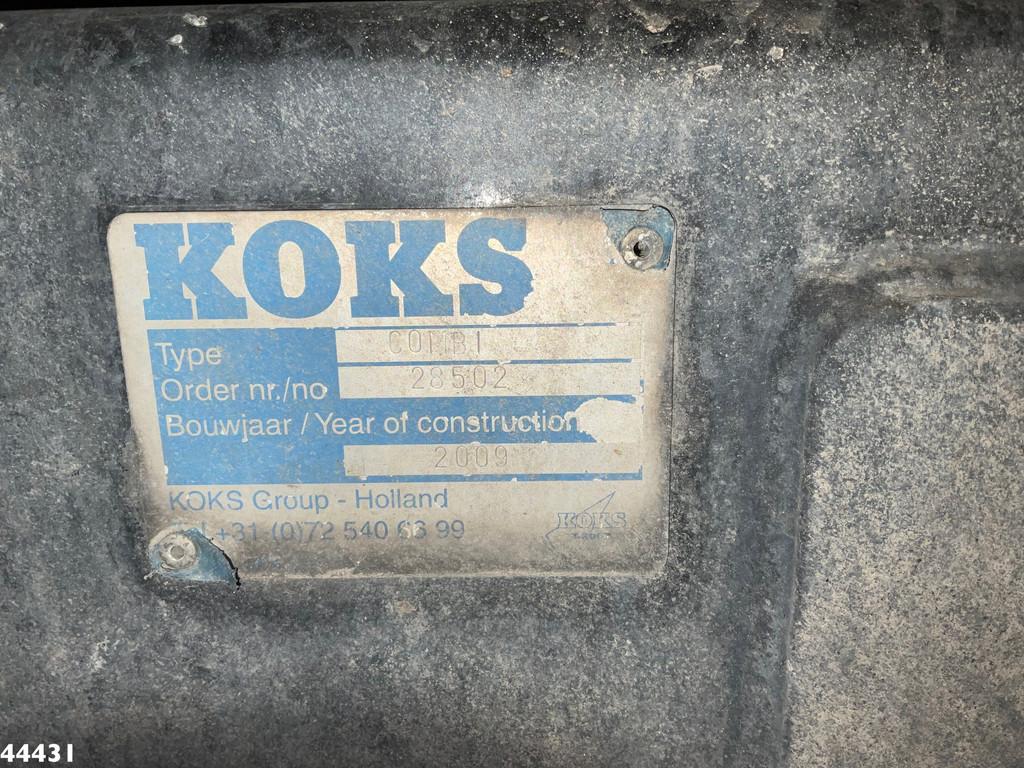 KOKS
Type COMBI
Order nr./no 28502
Bouwjaar / Year of construction
2009
KOKS Group - Holland
+31 (0)72 540 66 99
KOKS
44431